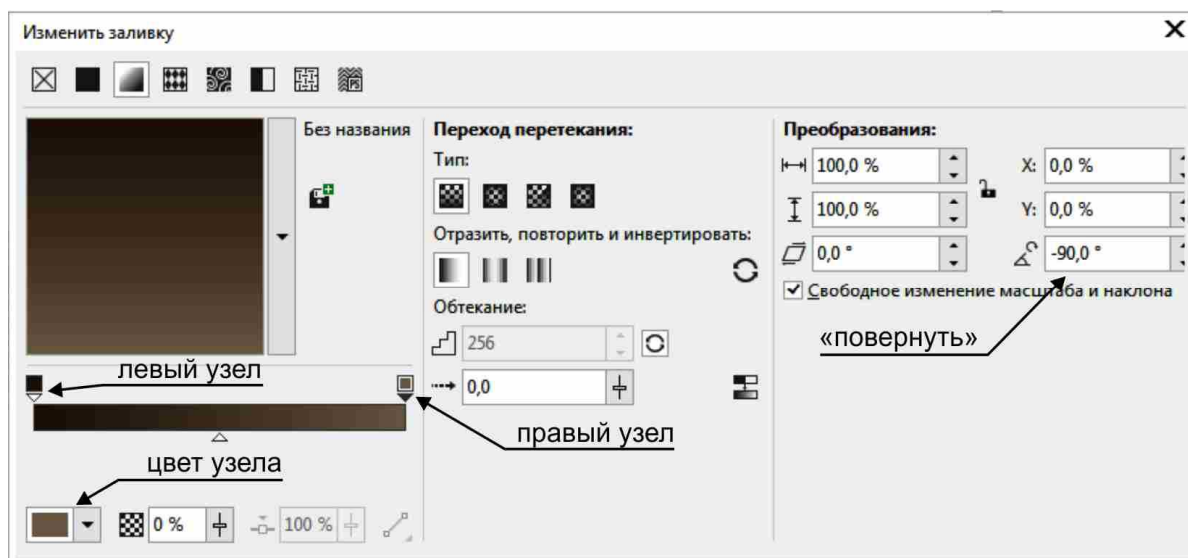 Изменить заливку
Без названия
левый узел
правый узел
цвет узела
0 %
100 %
Переход перетекания:
Тип:
Отразить, повторить и инвертировать:
Обтекание:
256
0,0
Преобразования:
100,0 %
X: 0,0 %
100,0 %
Y: 0,0 %
0,0 °
-90,0 °
Свободное изменение масштаба и наклона
«повернуть»
PS